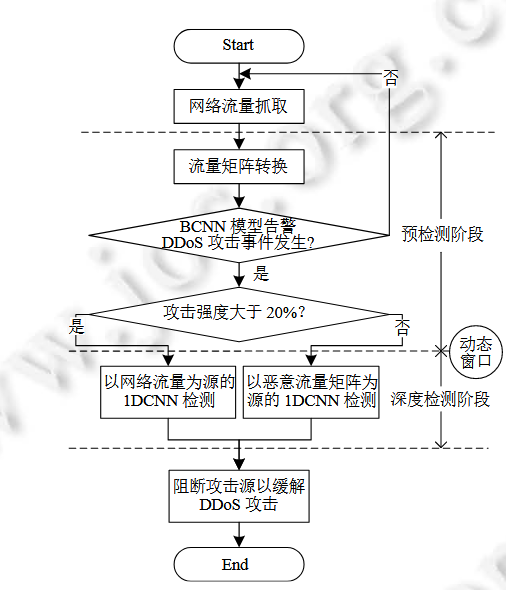 Start
否
网络流量抓取
流量矩阵转换
BCNN 模型告警
DDoS 攻击事件发生?
预检测阶段
是
攻击强度大于 20%?
是
否
动态
窗口
以网络流量为源的
1DCNN 检测
以恶意流量矩阵为
源的 1DCNN 检测
深度检测阶段
阻断攻击源以缓解
DDoS 攻击
End